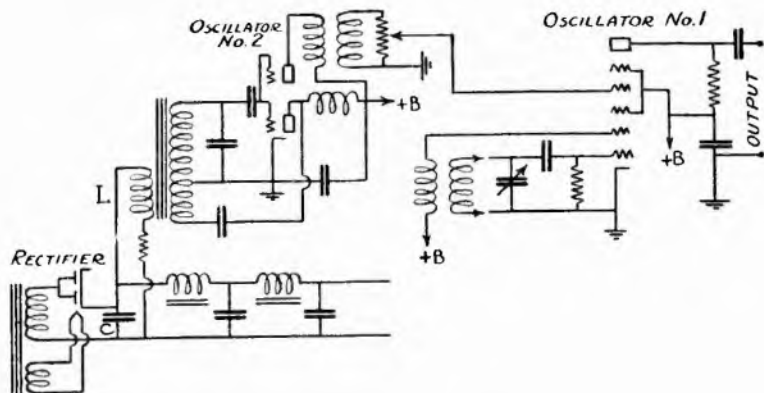 OSCILLATOR
No.2
OSCILLATOR No.1
+B
+B
OUTPUT
L
+B
RECTIFIER
C